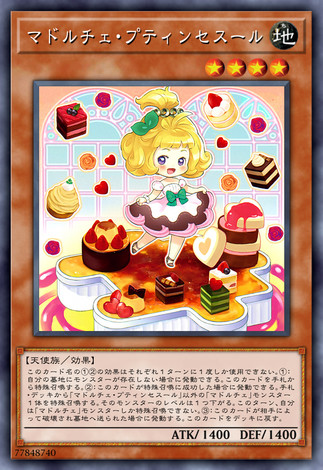 マドルチェ・プティンセスール
地
【天使族／効果】
このカード名の①②の効果はそれぞれ１ターンに１度しか使用できない。①：
自分の墓地にモンスターが存在しない場合に発動できる。このカードを手札か
ら特殊召喚する。②：このカードが特殊召喚に成功した場合に発動できる。手札
・デッキから「マドルチェ・プティンセスール」以外の「マドルチェ」モンスター
１体を特殊召喚する。そのモンスターのレベルは１つ下がる。このターン、自分
は「マドルチェ」モンスターしか特殊召喚できない。③：このカードが相手によ
って破壊され墓地へ送られた場合に発動する。このカードをデッキに戻す。
ATK/ 1400 DEF/ 1400
77848740